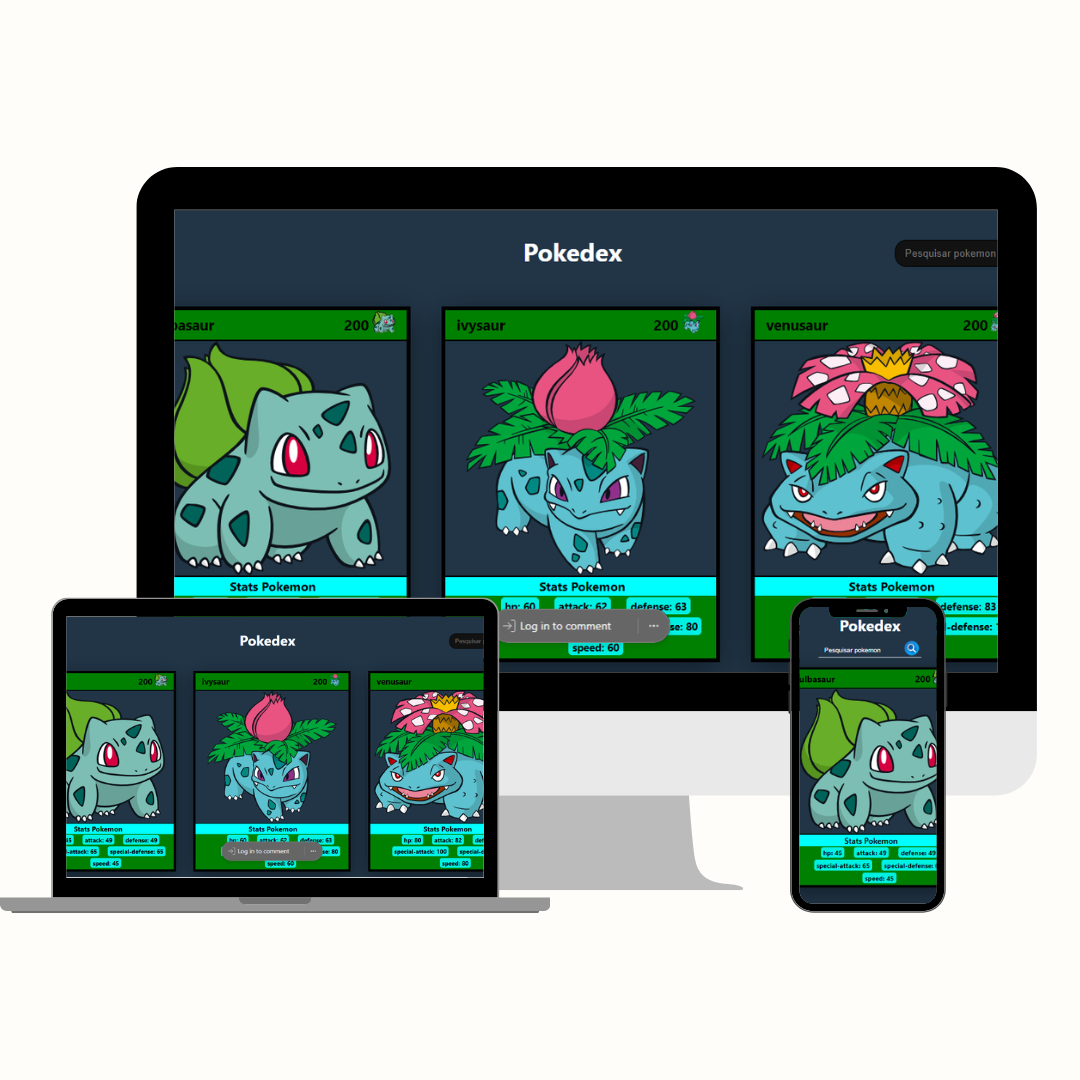 Pokedex
Pesquisar pokemon
basaur 200
ivysaur 200
venusaur 200
Stats Pokemon
Stats Pokemon
Stats Pokemon
hp: 60 attack: 62 defense: 63
defense: 83
Log in to comment ...
se: 80
-defense:
speed: 60
Pokedex
Pesquisar
200
ivysaur 200
venusaur
Stats Pokemon
Stats Pokemon
Stats Pokemon
45 attack: 49 defense: 49
-attack: 65 special-defense: 65
speed: 45
hp: 60 attack: 62 defense: 63
Log in to comment ...
se: 80
speed: 60
hp: 80 attack: 82 defe
special-attack: 100 special-de
speed: 80
Pokedex
Pesquisar pokemon
ulbasaur 200
Stats Pokemon
hp: 45 attack: 49 defense: 49
special-attack: 65 special-defense:
speed: 45